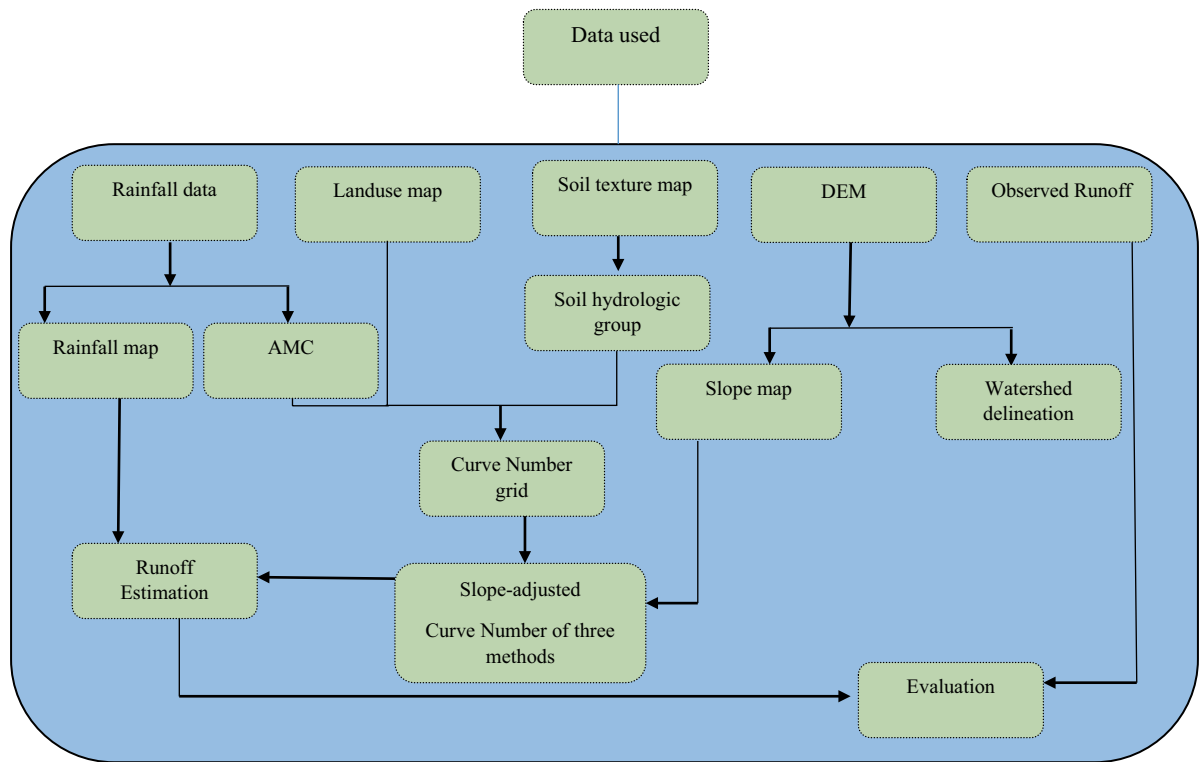 Data used
Rainfall data
Landuse map
Soil texture map
DEM
Observed Runoff
Soil hydrologic
group
Rainfall map
AMC
Slope map
Watershed
delineation
Curve Number
grid
Runoff
Estimation
Slope-adjusted
Curve Number of three
methods
Evaluation